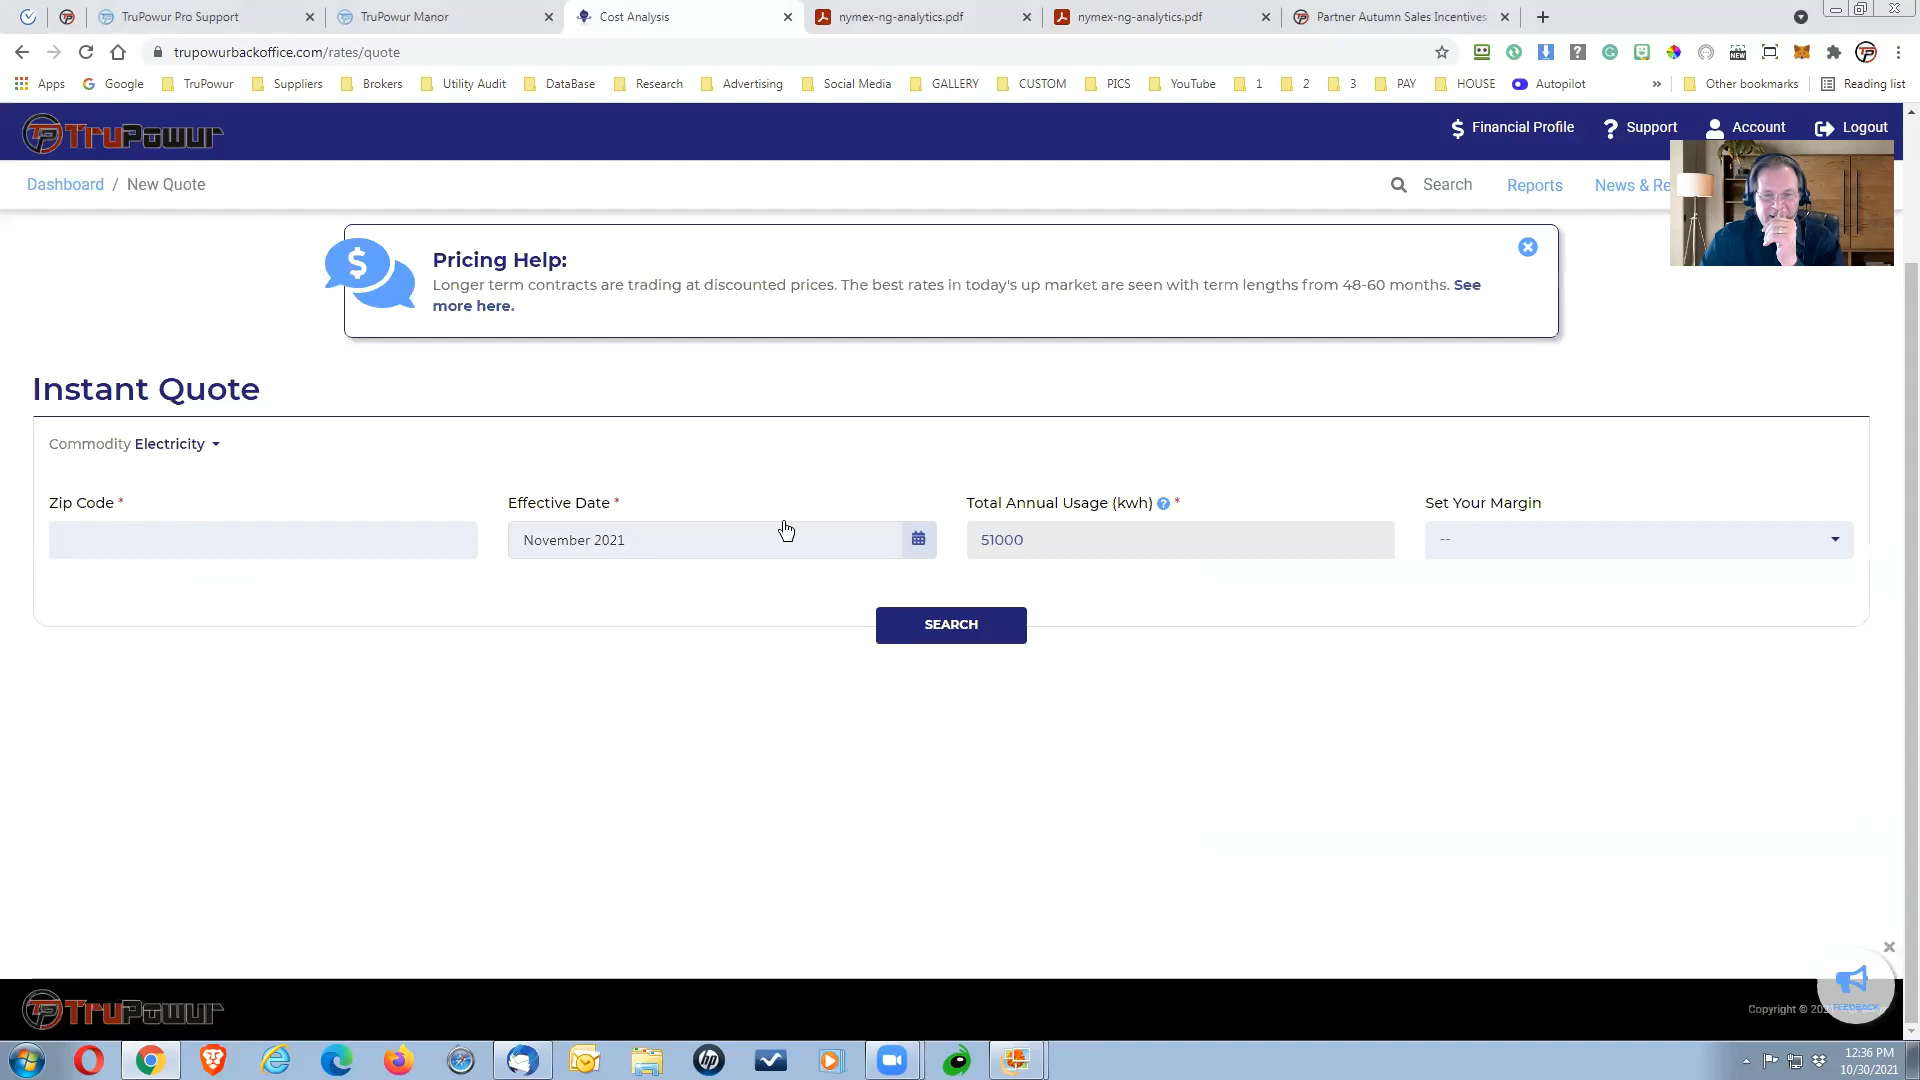 TruPowur Pro Support
TruPowur Manor
Cost Analysis
nymex-ng-analytics.pdf
nymex-ng-analytics.pdf
Partner Autumn Sales Incentives
trupowurbackoffice.com/rates/quote
Apps
Google
TruPowur
Suppliers
Brokers
Utility Audit
DataBase
Research
Advertising
Social Media
GALLERY
CUSTOM
PICS
YouTube
1
2
3
PAY
HOUSE
Autopilot
»
Other bookmarks
Reading list
TruPowur
Financial Profile
Support
Account
Logout
Dashboard / New Quote
Search
Reports
News & Re
Pricing Help:
Longer term contracts are trading at discounted prices. The best rates in today's up market are seen with term lengths from 48-60 months. See
more here.
Instant Quote
Commodity Electricity
Zip Code *
Effective Date *
Total Annual Usage (kwh) ? *
Set Your Margin
November 2021
51000
--
SEARCH
TruPowur
Copyright © 202
FEEDBACK
12:36 PM
10/30/2021